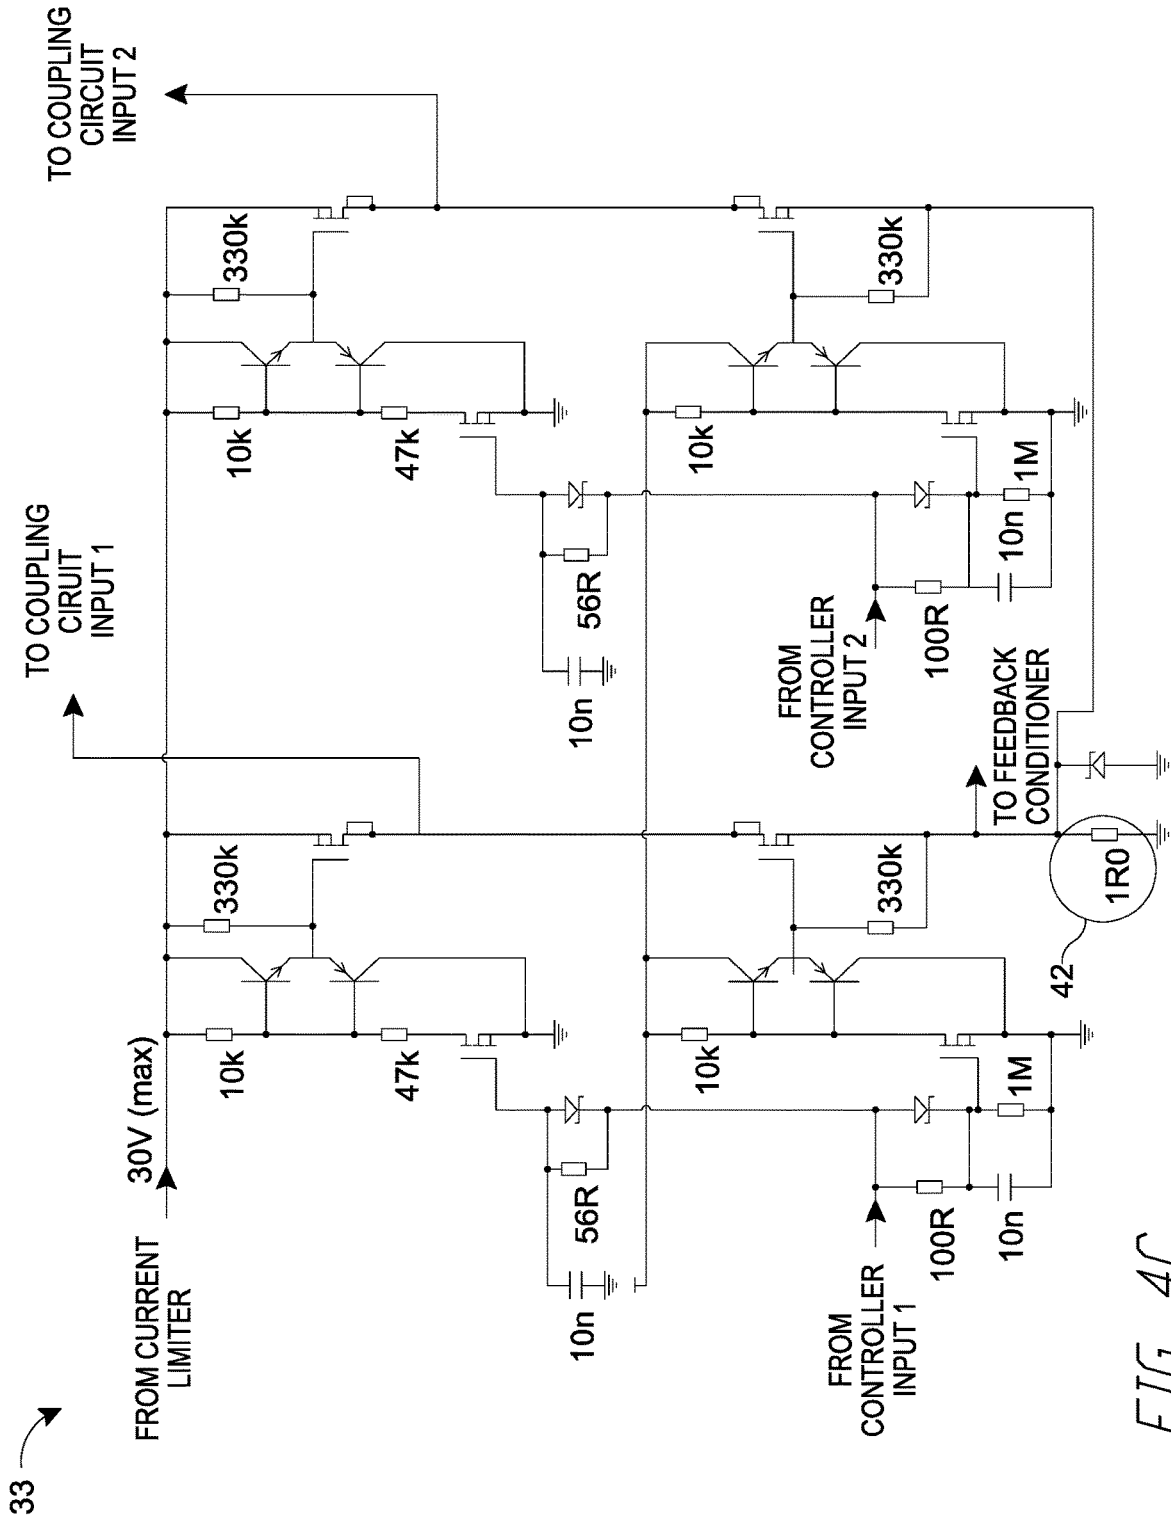 33
FROM CURRENT
LIMITER
30V (max)
TO COUPLING
CIRUIT
INPUT 1
TO COUPLING
CIRCUIT
INPUT 2
10k
330k
47k
10k
330k
47k
56R
10n
56R
10n
10k
330k
10k
330k
FROM
CONTROLLER
INPUT 1
100R
10n
1M
FROM
CONTROLLER
INPUT 2
100R
10n
1M
TO FEEDBACK
CONDITIONER
42
1R0
FIG. 4C